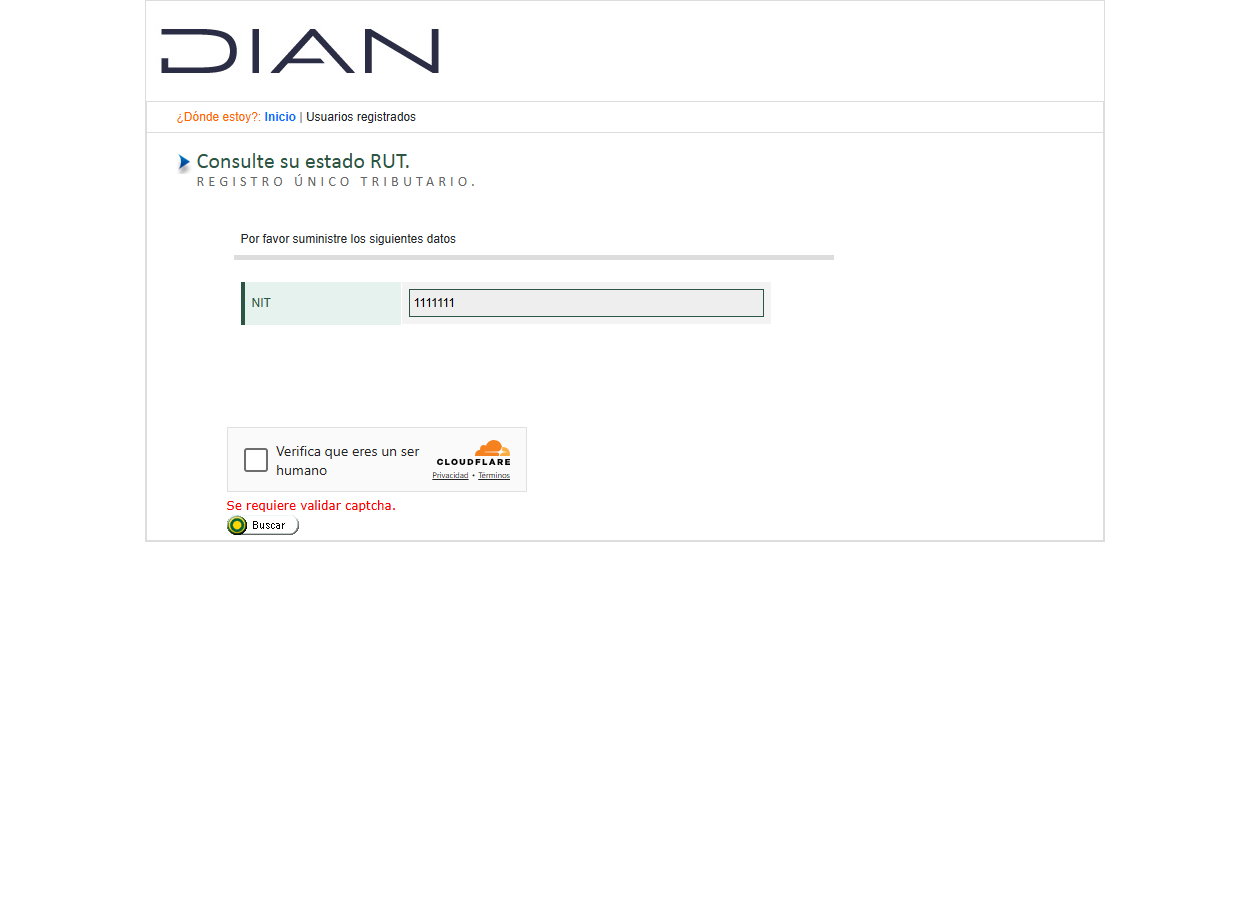 DIAN
¿Dónde estoy?: Inicio | Usuarios registrados
Consulte su estado RUT.
REGISTRO ÚNICO TRIBUTARIO.
Por favor suministre los siguientes datos
NIT 1111111
Verifica que eres un ser
humano
CLOUDFLARE
Privacidad • Términos
Se requiere validar captcha.
Buscar